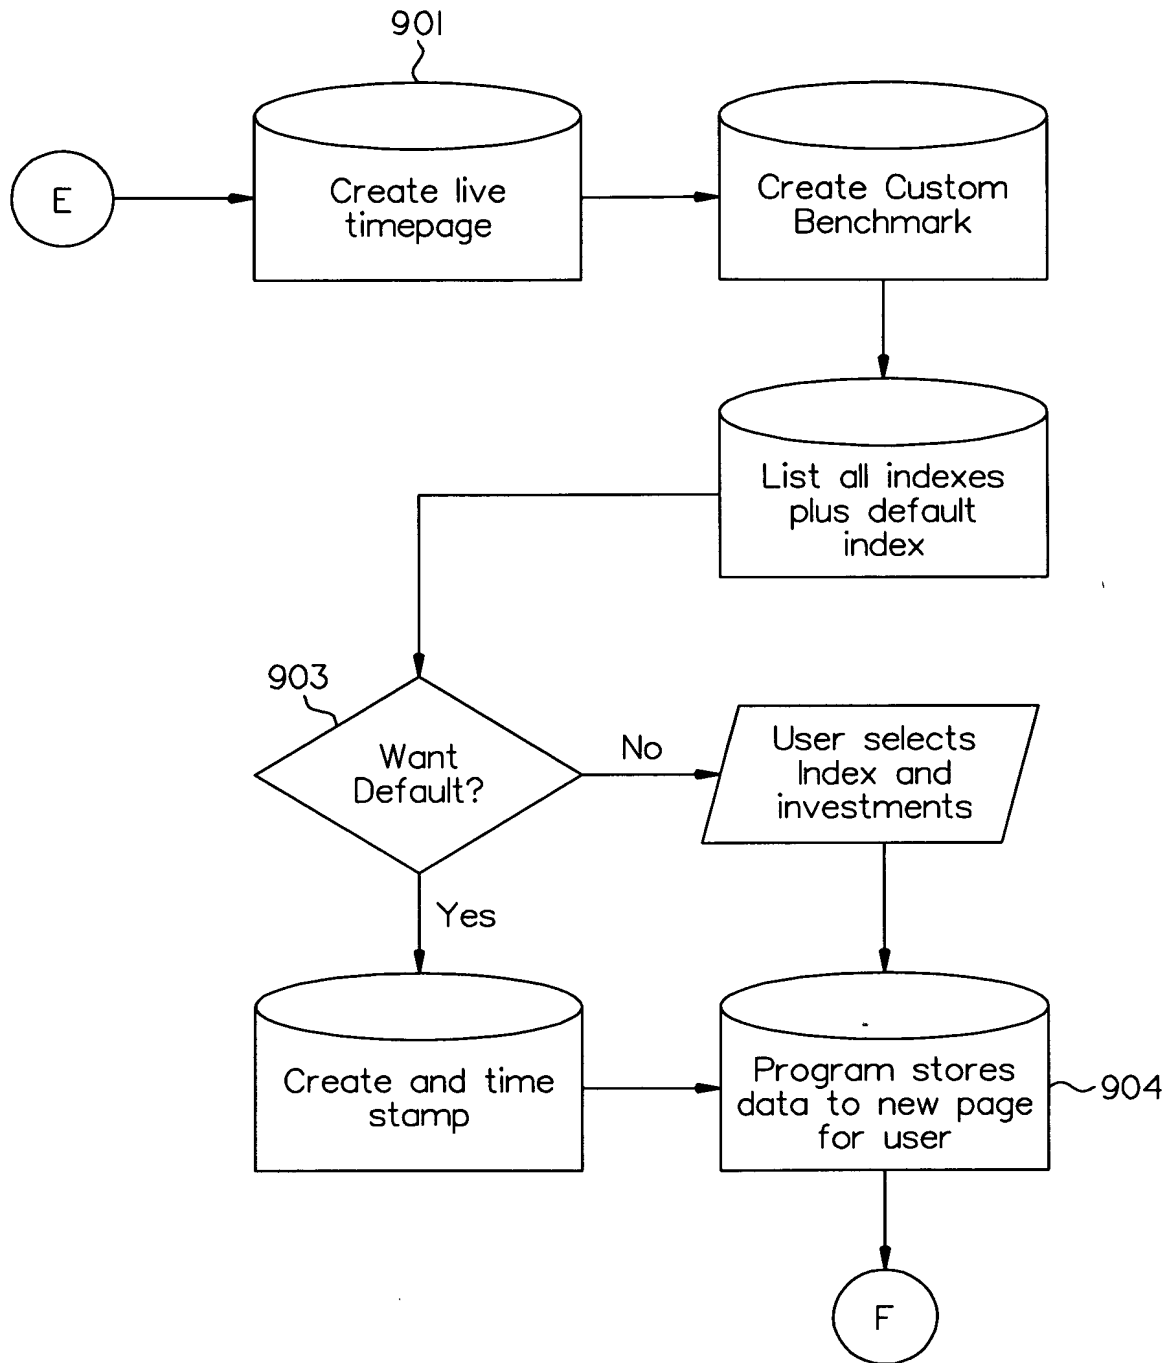 901
E
Create live
timepage
Create Custom
Benchmark
List all indexes
plus default
index
903
Want
Default?
No
User selects
Index and
investments
Yes
Create and time
stamp
Program stores
data to new page
for user
904
F